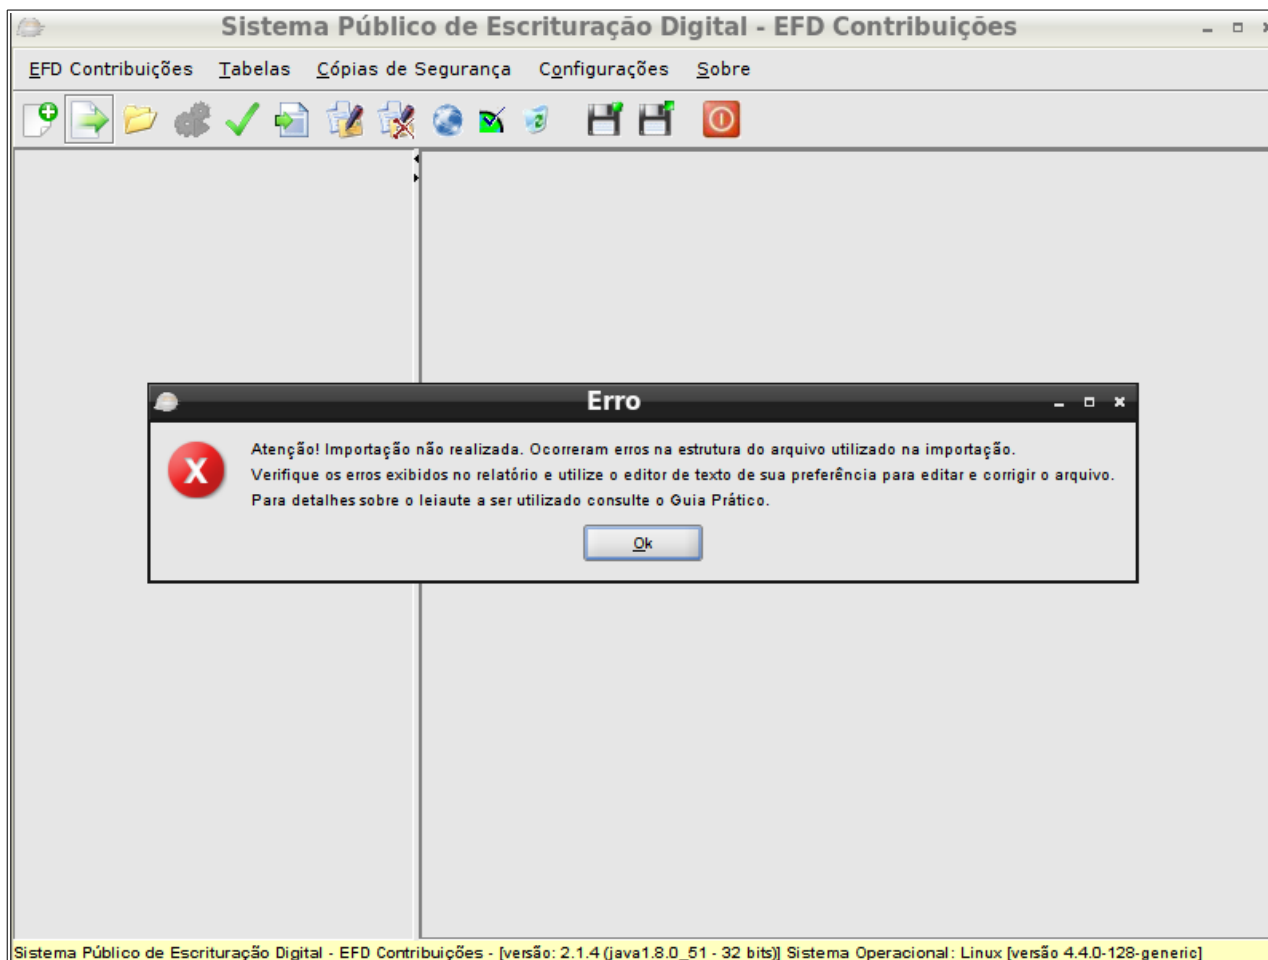 Sistema Público de Escrituração Digital - EFD Contribuições
EFD Contribuições Tabelas Cópias de Segurança Configurações Sobre
Erro
Atenção! Importação não realizada. Ocorreram erros na estrutura do arquivo utilizado na importação.
Verifique os erros exibidos no relatório e utilize o editor de texto de sua preferência para editar e corrigir o arquivo.
Para detalhes sobre o leiaute a ser utilizado consulte o Guia Prático.
Ok
Sistema Público de Escrituração Digital - EFD Contribuições - [versão: 2.1.4 (java1.8.0_51 - 32 bits)] Sistema Operacional: Linux [versão 4.4.0-128-generic]